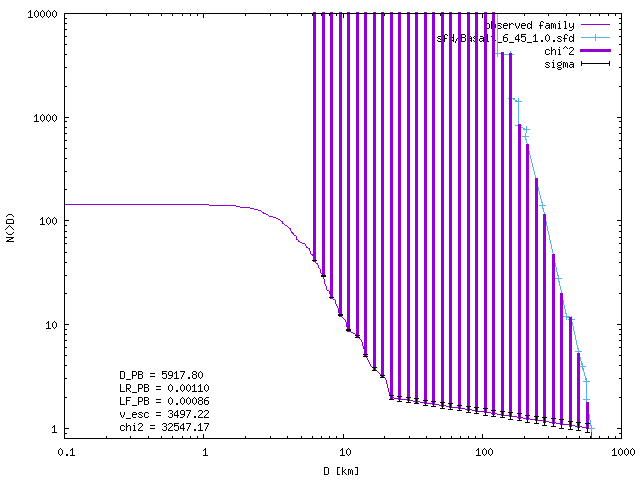 10000
1000
100
10
1
N(>D)
observed family
sfd/Basalt_6_45_1.0.sfd
chi^2
sigma
D_PB = 5917.80
LR_PB = 0.00110
LF_PB = 0.00086
v_esc = 3497.22
chi2 = 32547.17
0.1 1 10 100 1000
D [km]